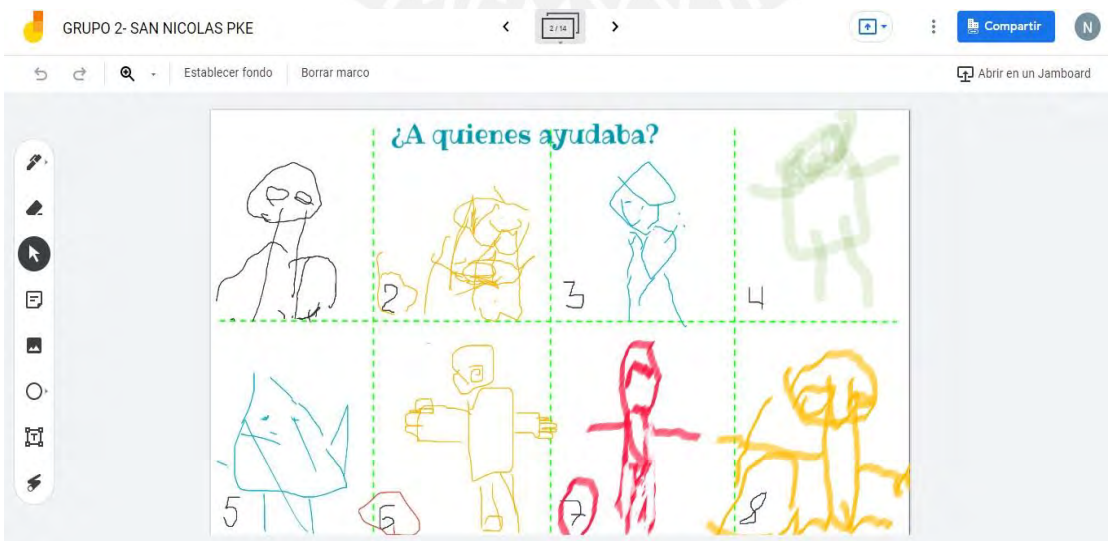 GRUPO 2- SAN NICOLAS PKE
2 / 14
Compartir
N
Establecer fondo
Borrar marco
Abrir en un Jamboard
¿A quienes ayudaba?
2
3
4
5
6
7
8